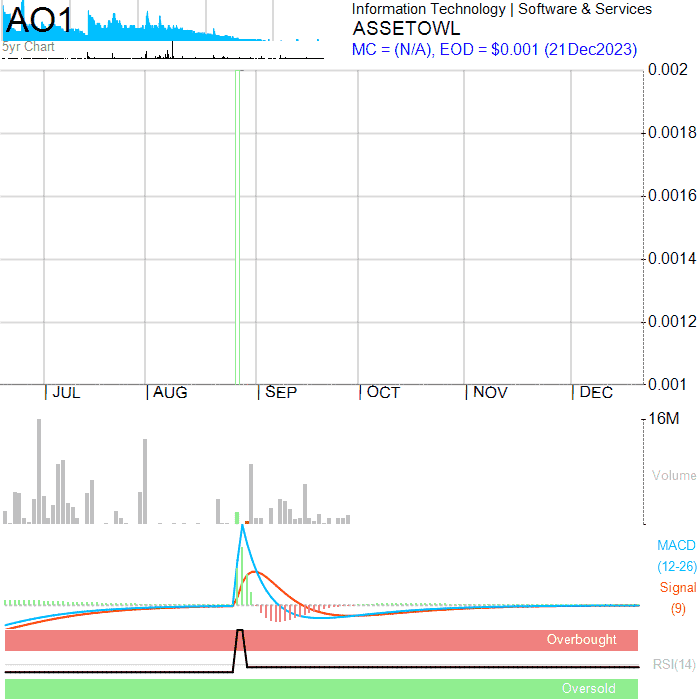 AO1
5yr Chart
Information Technology | Software & Services
ASSETOWL
MC = (N/A), EOD = $0.001 (21Dec2023)
0.002
0.0018
0.0016
0.0014
0.0012
0.001
JUL AUG SEP OCT NOV DEC
16M
Volume
MACD
(12-26)
Signal
(9)
Overbought
RSI(14)
Oversold